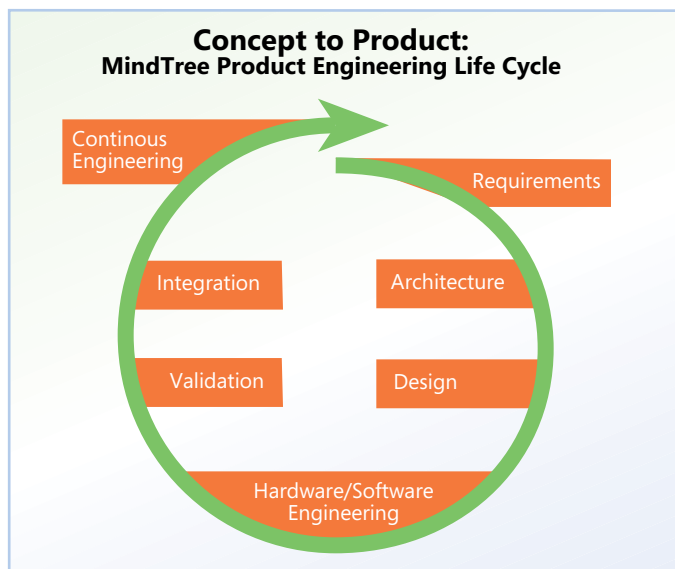 Concept to Product:
MindTree Product Engineering Life Cycle
Continous
Engineering
Requirements
Integration
Architecture
Validation
Design
Hardware/Software
Engineering